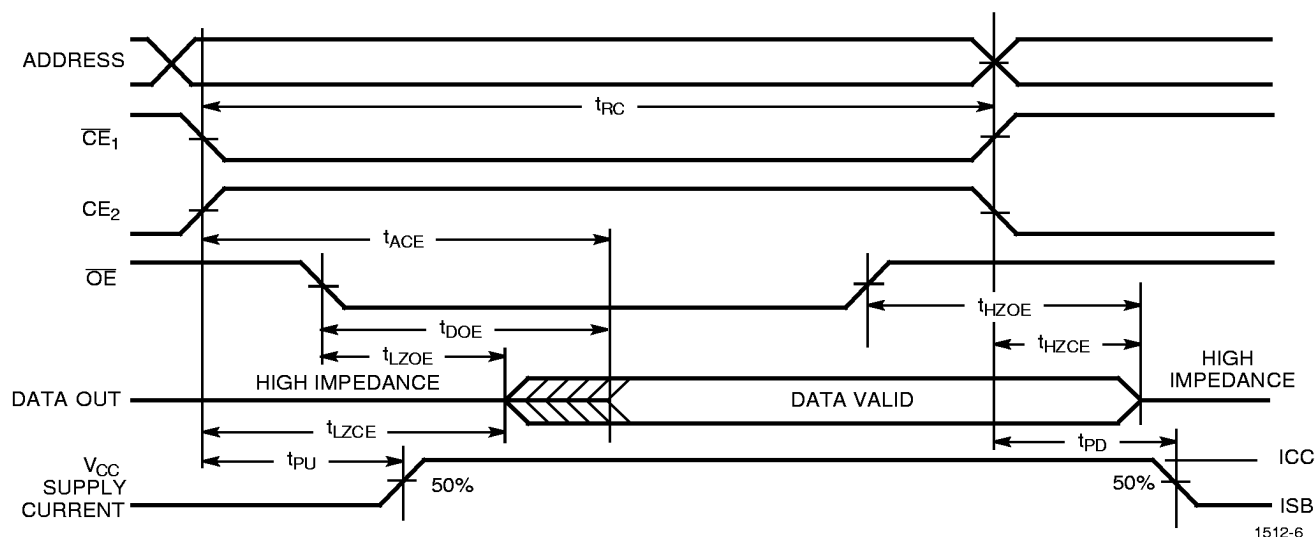 ADDRESS
tRC
CE1
CE2
tACE
OE
tHZOE
tDOE
tHZCE
tLZOE
HIGH IMPEDANCE
HIGH
IMPEDANCE
DATA OUT
DATA VALID
tLZCE
tPD
tPU
VCC
SUPPLY
CURRENT
50%
50%
ICC
ISB
1512-6